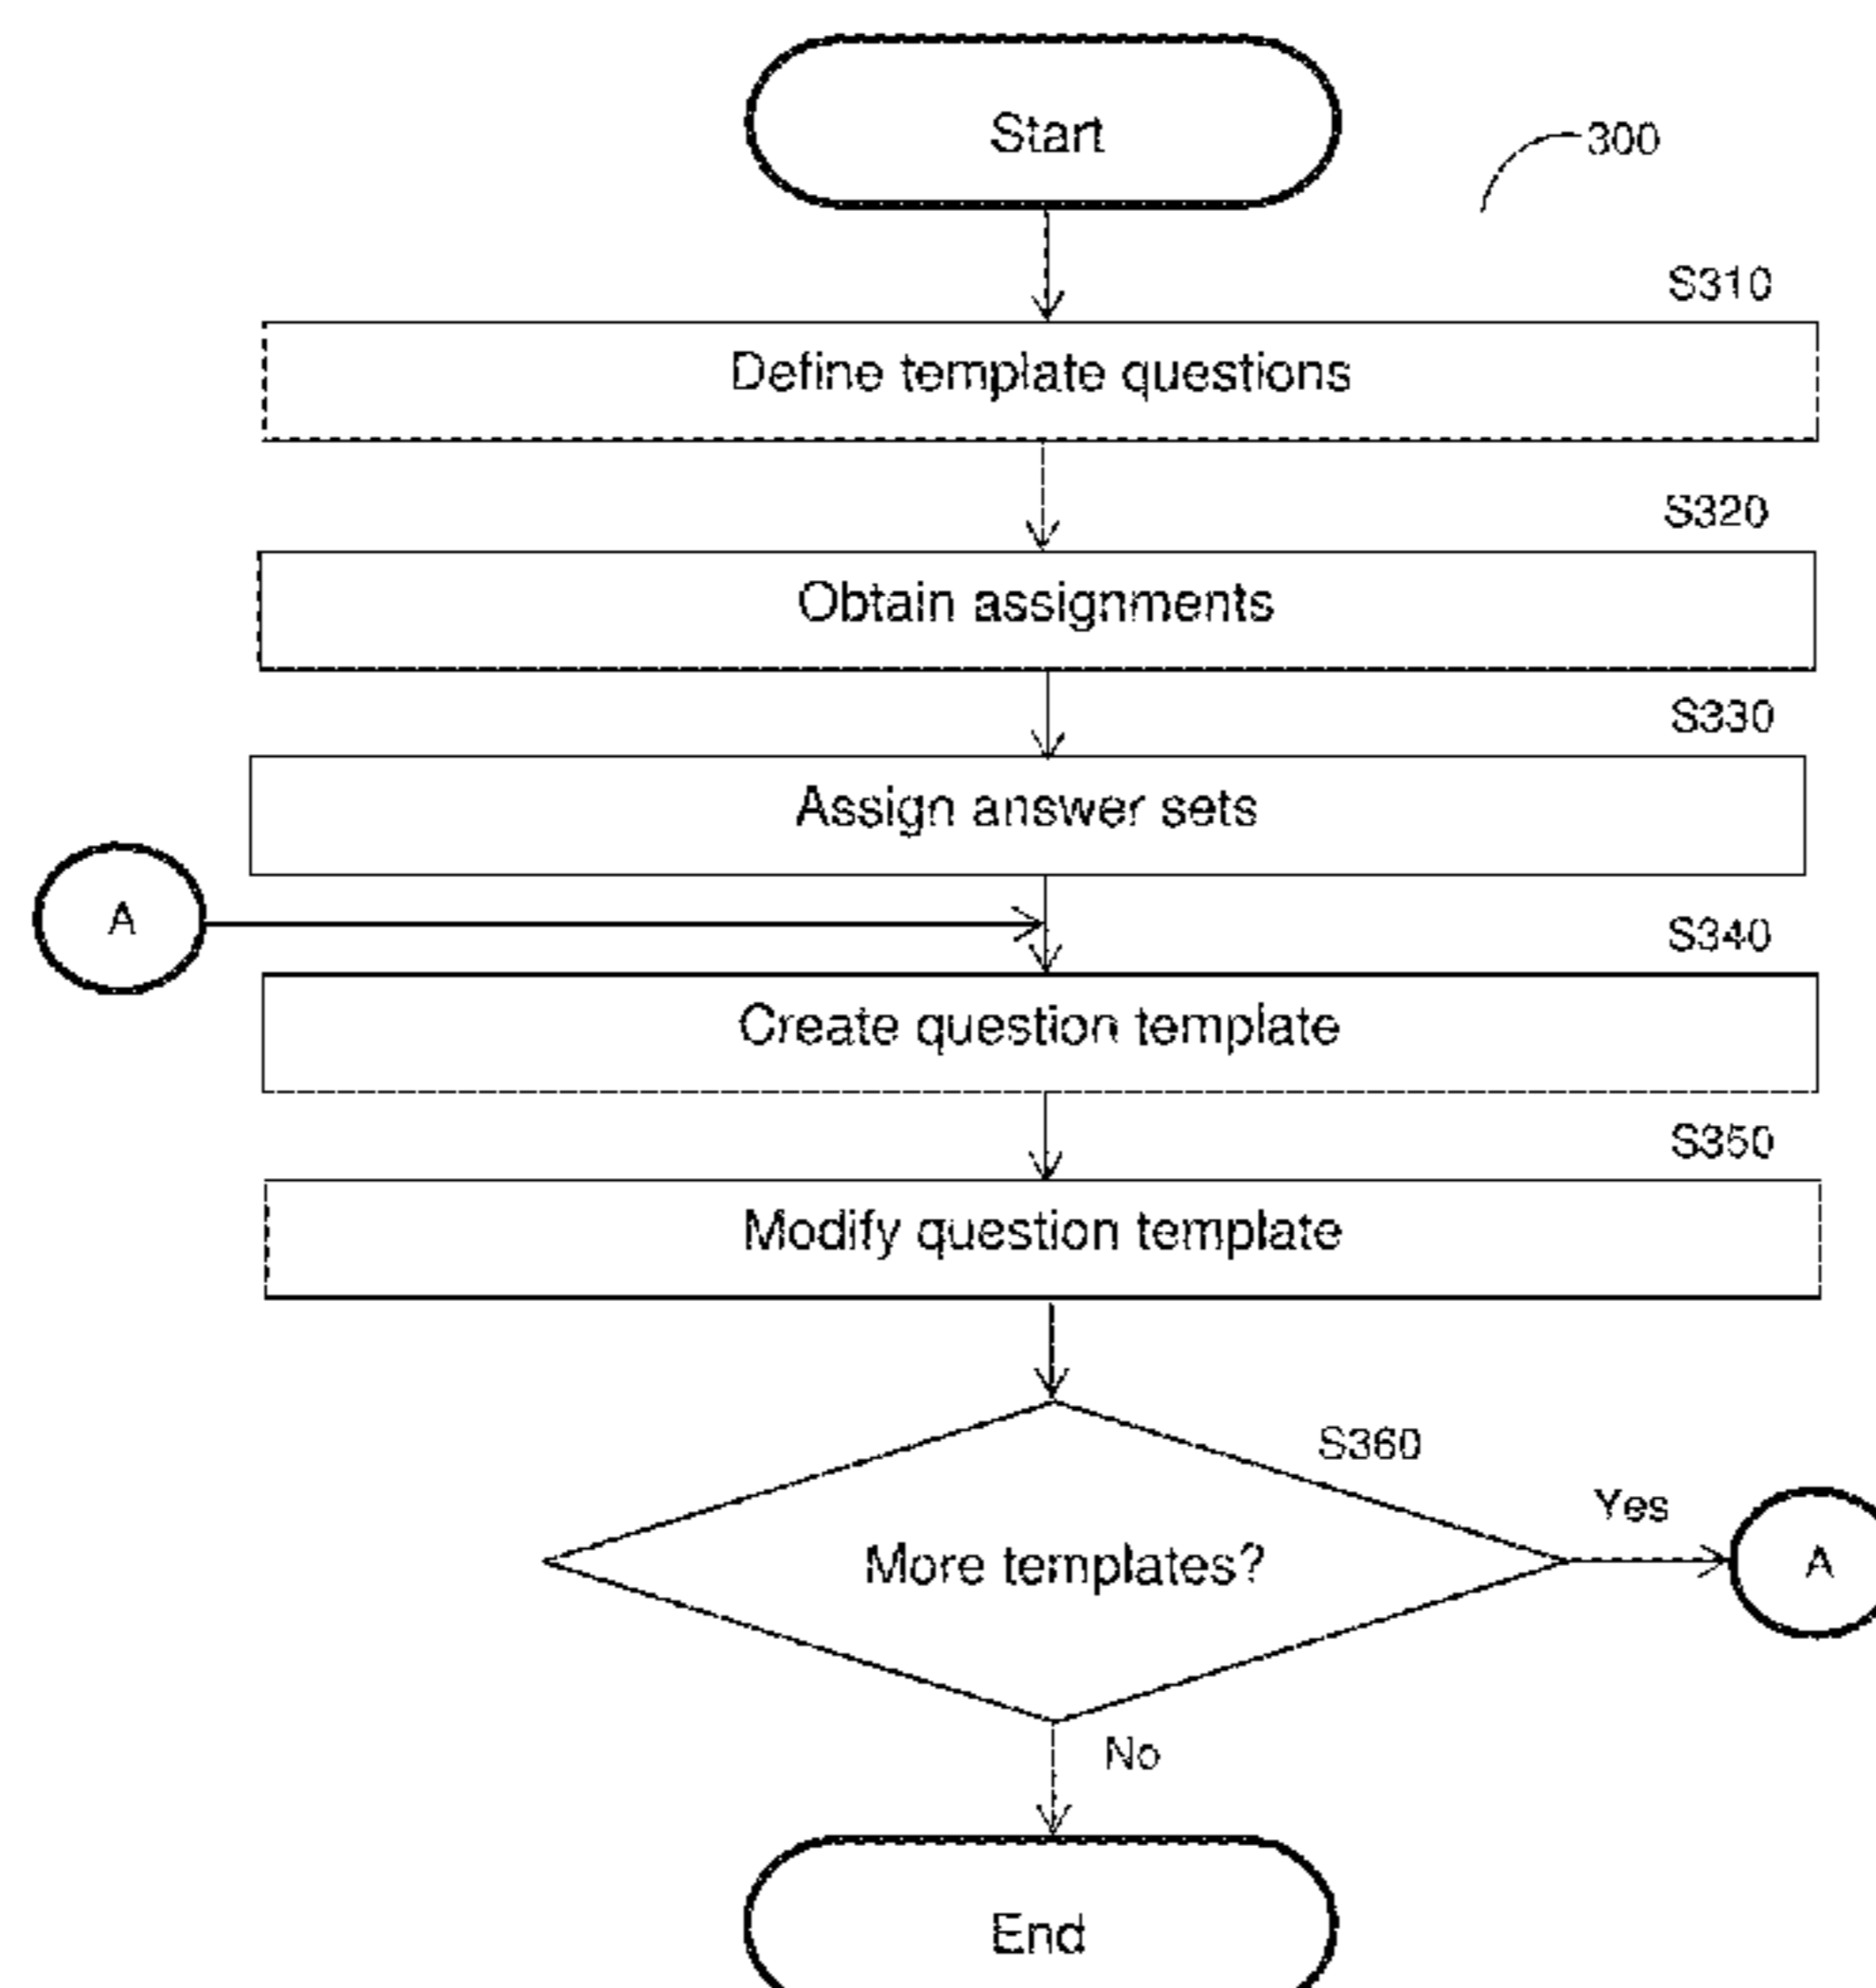 Start
300
S310
Define template questions
S320
Obtain assignments
S330
Assign answer sets
A
S340
Create question template
S350
Modify question template
S360
Yes
More templates?
A
No
End